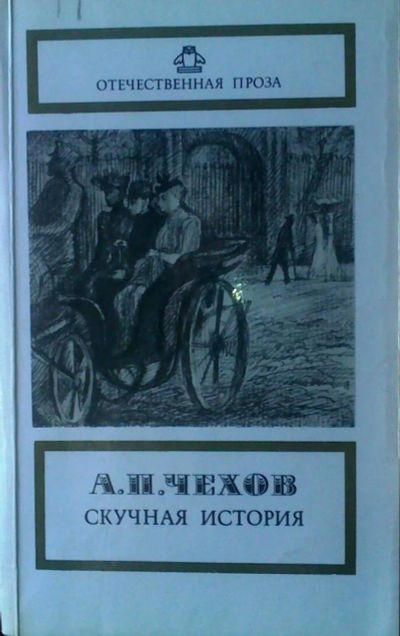 ОТЕЧЕСТВЕННАЯ ПРОЗА
А.П.ЧЕХОВ
СКУЧНАЯ ИСТОРИЯ